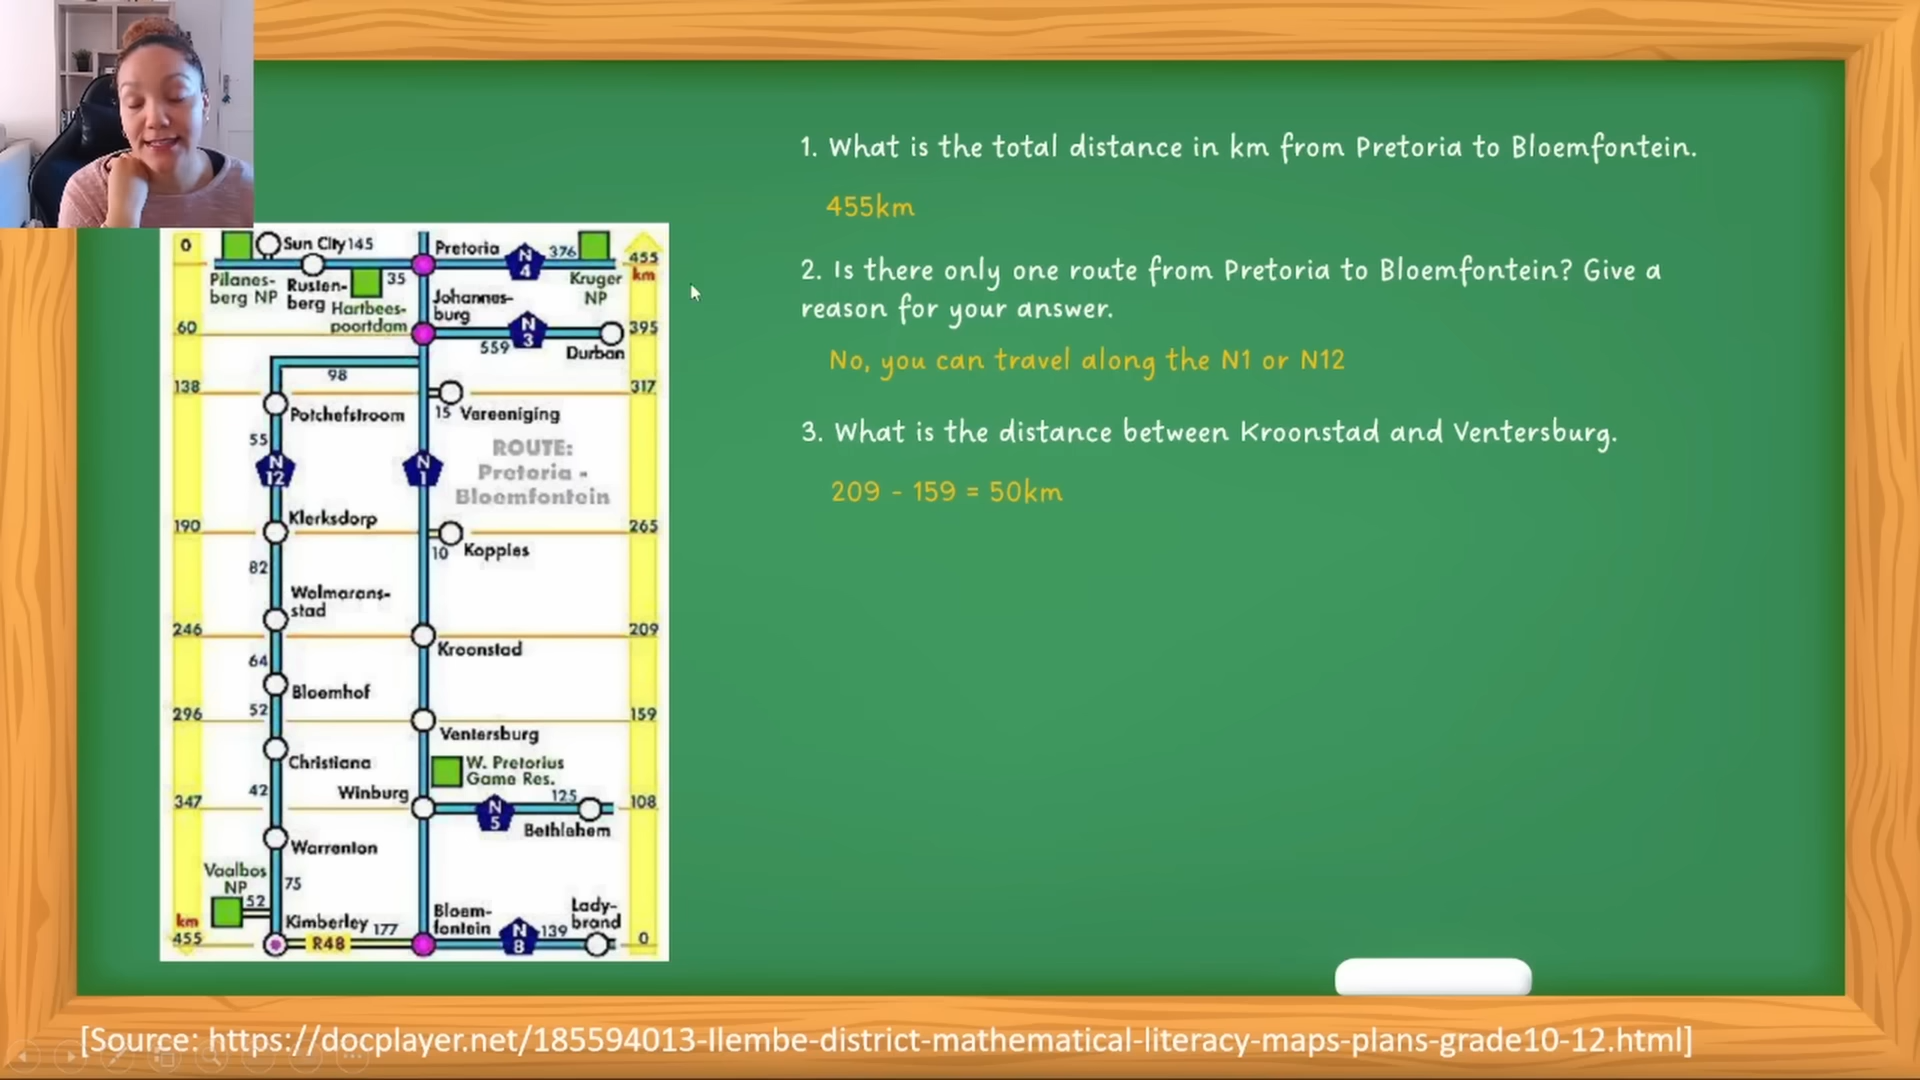 1. What is the total distance in km from Pretoria to Bloemfontein.
455km
2. Is there only one route from Pretoria to Bloemfontein? Give a
reason for your answer.
No, you can travel along the N1 or N12
3. What is the distance between Kroonstad and Ventersburg.
209 - 159 = 50km
0
Sun City 145
Pretoria
N
4
376
455
km
Pilanes-
berg NP
Rusten-
berg
35
Hartbees-
poortdam
Kruger
NP
Johannes-
burg
60
N
3
395
559
Durban
98
138
317
Potchefstroom
15 Vereeniging
55
N
12
N
1
ROUTE:
Pretoria -
Bloemfontein
Klerksdorp
190
265
10 Koppies
82
Wolmarans-
stad
246
209
Kroonstad
64
Bloemhof
52
296
159
Ventersburg
Christiana
W. Pretorius
Game Res.
42
Winburg
125
347
N
5
108
Bethlehem
Warrenton
Vaalbos
NP
75
52
Kimberley 177
Bloem-
fontein
Lady-
brand
km
455
R48
N
8
139
0
[Source: https://docplayer.net/185594013-Ilembe-district-mathematical-literacy-maps-plans-grade10-12.html]